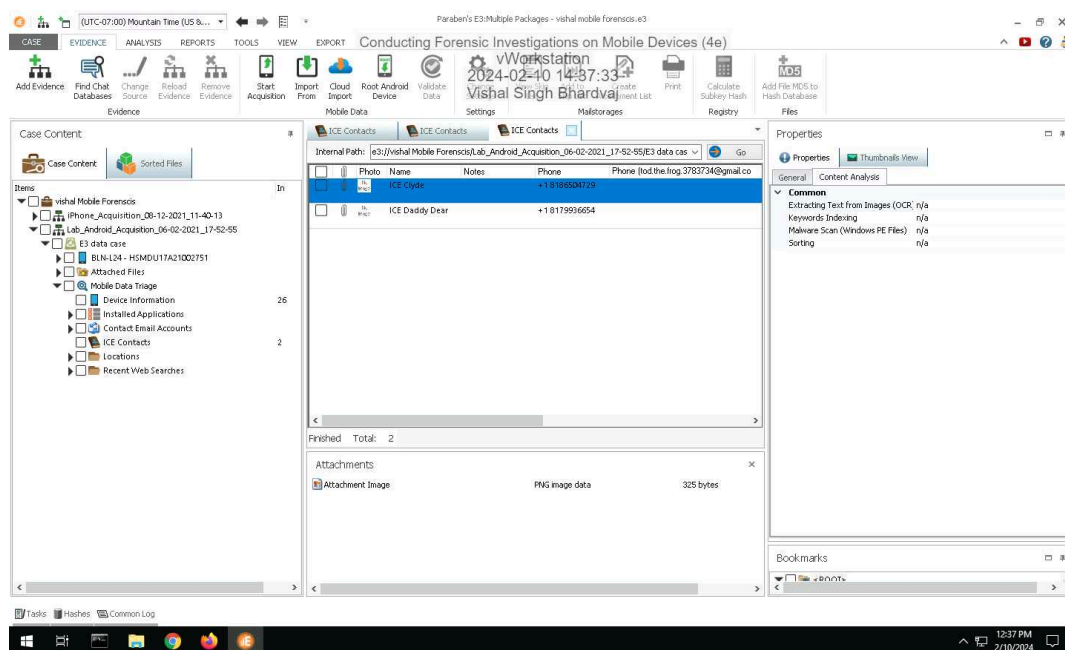 (UTC-07:00) Mountain Time (US &...
Paraben's E3:Multiple Packages - vishal mobile forenscis.e3
CASE EVIDENCE ANALYSIS REPORTS TOOLS VIEW EXPORT
Conducting Forensic Investigations on Mobile Devices (4e)
vWorkstation
2024-02-10 14:37:33
Vishal Singh Bhardvaj
Add Evidence
Find Chat Databases
Change Source
Reload Evidence
Remove Evidence
Start Acquisition
Import From
Cloud Import
Root Android Device
Validate Data
Print
Calculate Subkey Hash
Add File MD5 to Hash Database
MD5
Evidence
Mobile Data
Settings
Mailstorages
Registry
Files
Case Content
Case Content
Sorted Files
Items In
vishal Mobile Forenscis
iPhone_Acquisition_08-12-2021_11-40-13
Lab_Android_Acquisition_06-02-2021_17-52-55
E3 data case
BLN-L24 - HSMDU17A21002751
Attached Files
Mobile Data Triage
Device Information 26
Installed Applications
Contact Email Accounts
ICE Contacts 2
Locations
Recent Web Searches
ICE Contacts ICE Contacts ICE Contacts
Internal Path: e3://vishal Mobile Forenscis/Lab_Android_Acquisition_06-02-2021_17-52-55/E3 data cas Go
Photo Name Notes Phone Phone (tod.the.frog.3783734@gmail.co
ICE Clyde +1 8186504729
ICE Daddy Dear +1 8179936654
Finished Total: 2
Attachments
Attachment Image PNG image data 325 bytes
Properties
Properties Thumbnails View
General Content Analysis
Common
Extracting Text from Images (OCR) n/a
Keywords Indexing n/a
Malware Scan (Windows PE Files) n/a
Sorting n/a
Bookmarks
<ROOT>
Tasks Hashes Common Log
12:37 PM
2/10/2024